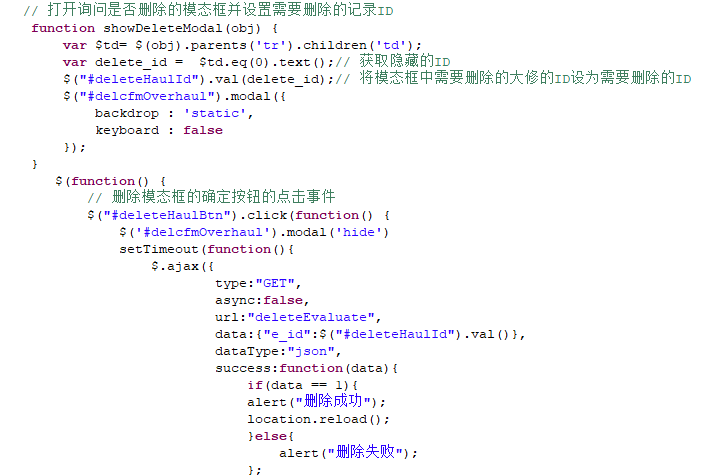 // 打开询问是否删除的模态框并设置需要删除的记录ID
function showDeleteModal(obj) {
var $td= $(obj).parents('tr').children('td');
var delete_id =  $td.eq(0).text();// 获取隐藏的ID
$("#deleteHaulId").val(delete_id);// 将模态框中需要删除的大修的ID设为需要删除的ID
$("#delcfmOverhaul").modal({
backdrop : 'static',
keyboard : false
});
}
$(function() {
// 删除模态框的确定按钮的点击事件
$("#deleteHaulBtn").click(function() {
$('#delcfmOverhaul').modal('hide')
setTimeout(function(){
$.ajax({
type:"GET",
async:false,
url:"deleteEvaluate",
data:{"e_id":$("#deleteHaulId").val()},
dataType:"json",
success:function(data){
if(data == 1){
alert("删除成功");
location.reload();
}else{
alert("删除失败");
};